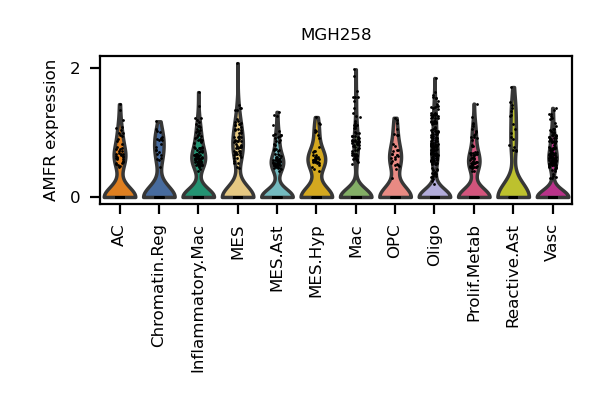 MGH258
AMFR expression
2
0
AC
Chromatin.Reg
Inflammatory.Mac
MES
MES.Ast
MES.Hyp
Mac
OPC
Oligo
Prolif.Metab
Reactive.Ast
Vasc